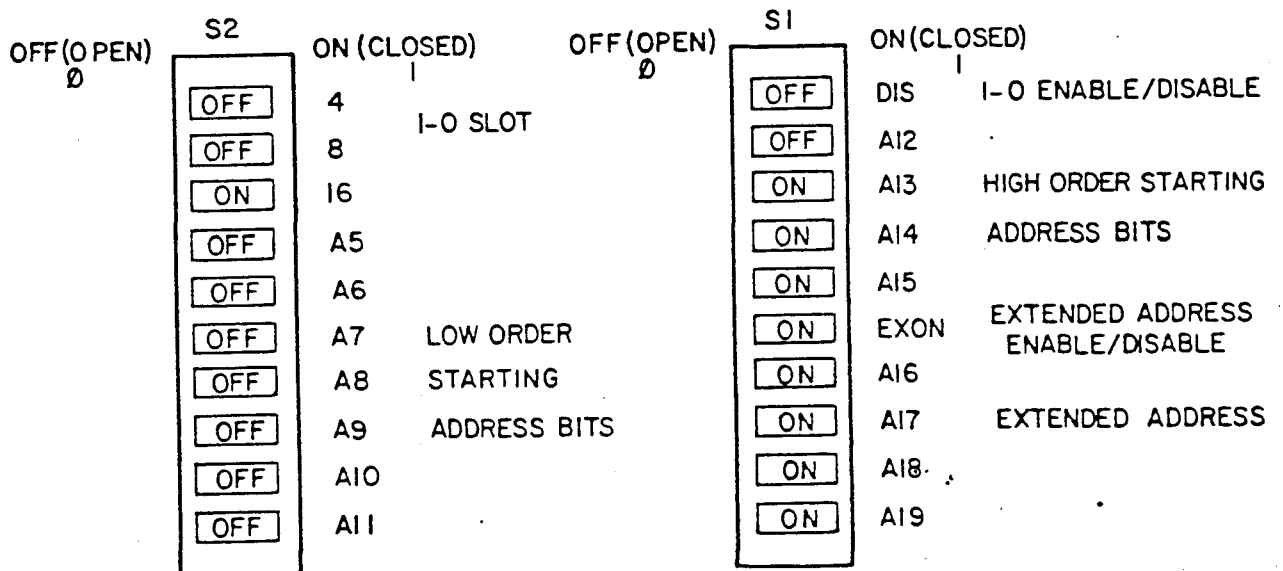 S2
OFF(OPEN)
Ø
ON(CLOSED)
1
OFF 4
I-O SLOT
OFF 8
ON 16
OFF A5
OFF A6
OFF A7 LOW ORDER
OFF A8 STARTING
OFF A9 ADDRESS BITS
OFF A10
OFF A11
S1
OFF(OPEN)
Ø
ON(CLOSED)
1
OFF DIS I-O ENABLE/DISABLE
OFF A12
ON A13 HIGH ORDER STARTING
ON A14 ADDRESS BITS
ON A15
ON EXON EXTENDED ADDRESS
ENABLE/DISABLE
ON A16
ON A17 EXTENDED ADDRESS
ON A18
ON A19